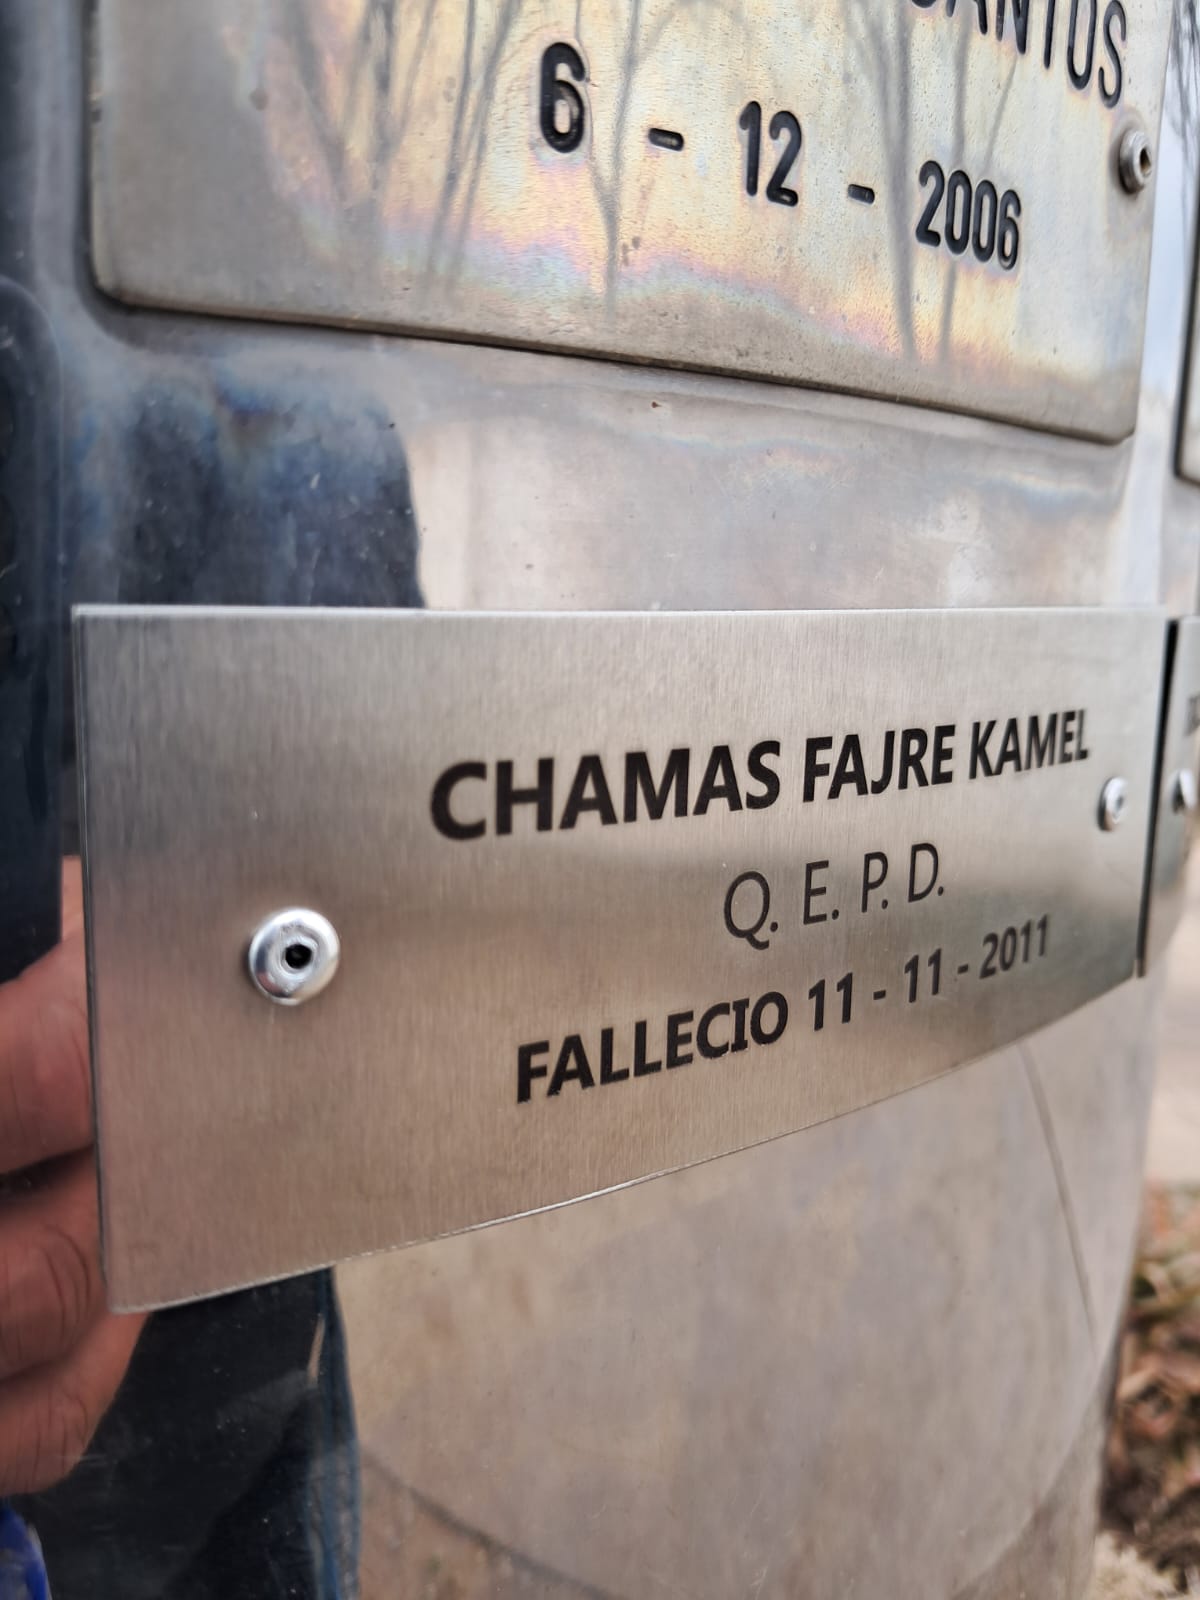 6 - 12 - 2006
CHAMAS FAJRE KAMEL
Q. E. P. D.
FALLECIO 11 - 11 - 2011